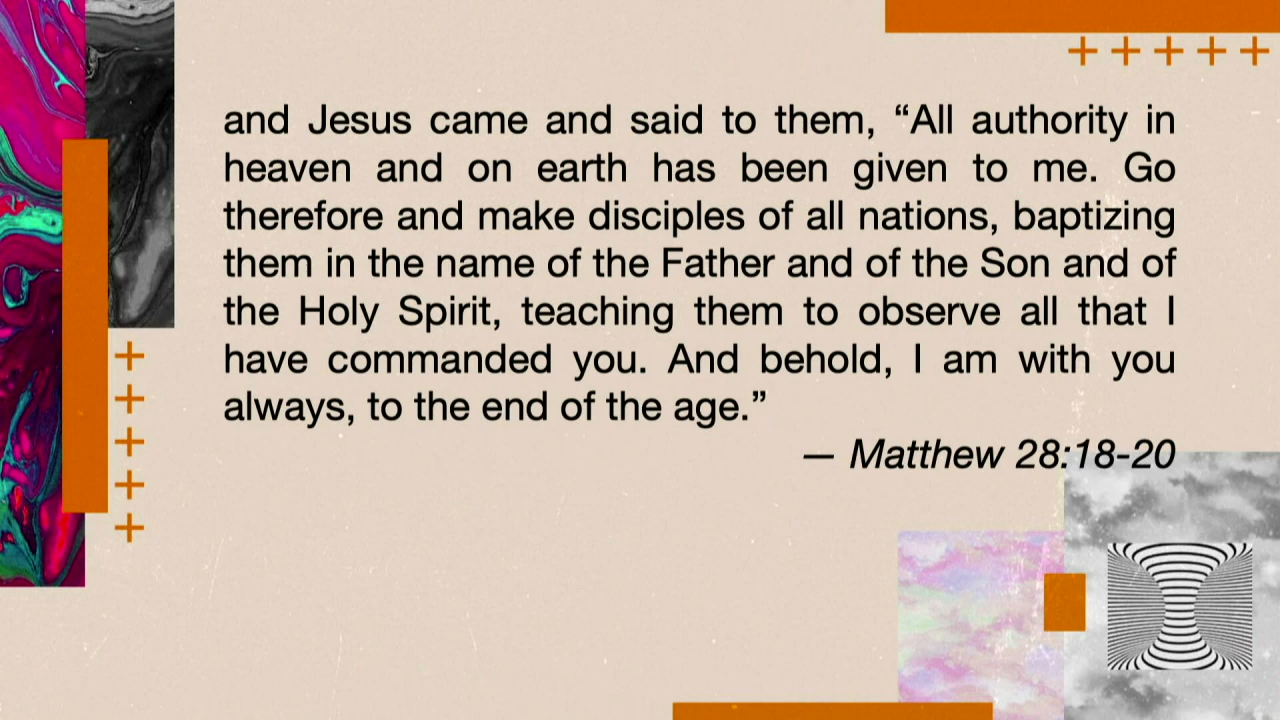 and Jesus came and said to them, “All authority in
heaven and on earth has been given to me. Go
therefore and make disciples of all nations, baptizing
them in the name of the Father and of the Son and of
the Holy Spirit, teaching them to observe all that I
have commanded you. And behold, I am with you
always, to the end of the age.”
— Matthew 28:18-20